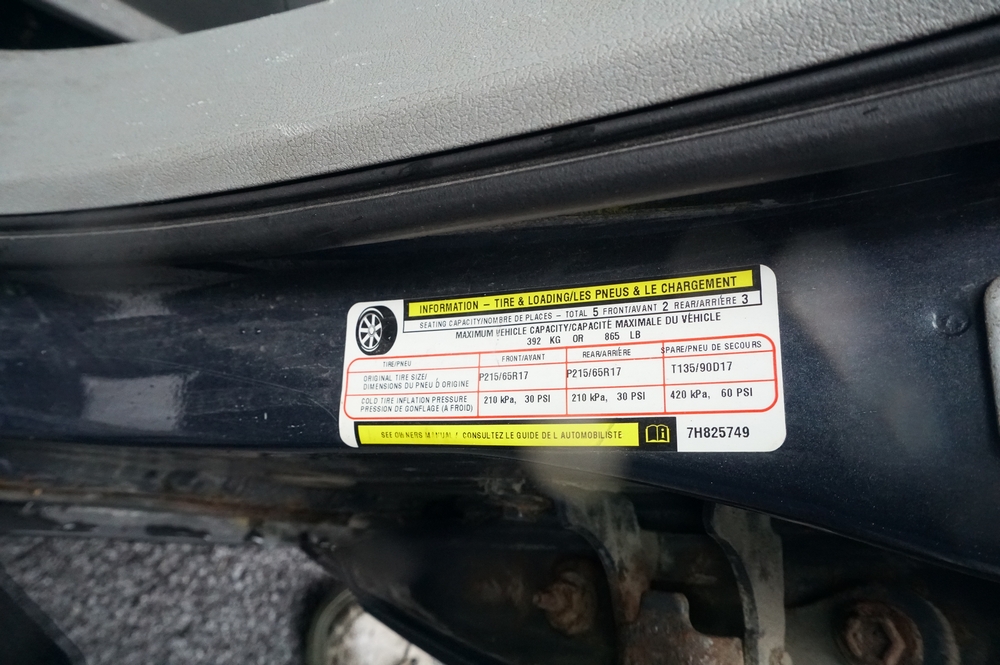 INFORMATION – TIRE & LOADING/LES PNEUS & LE CHARGEMENT
SEATING CAPACITY/NOMBRE DE PLACES – TOTAL 5 FRONT/AVANT 2 REAR/ARRIÈRE 3
MAXIMUM VEHICLE CAPACITY/CAPACITÉ MAXIMALE DU VÉHICLE
392 KG OR 865 LB
TIRE/PNEU FRONT/AVANT REAR/ARRIÈRE SPARE/PNEU DE SECOURS
ORIGINAL TIRE SIZE/ P215/65R17 P215/65R17 T135/90D17
DIMENSIONS DU PNEU D ORIGINE
COLD TIRE INFLATION PRESSURE 210 kPa, 30 PSI 210 kPa, 30 PSI 420 kPa, 60 PSI
PRESSION DE GONFLAGE (A FROID)
SEE OWNERS MANUAL / CONSULTEZ LE GUIDE DE L AUTOMOBILISTE 7H825749